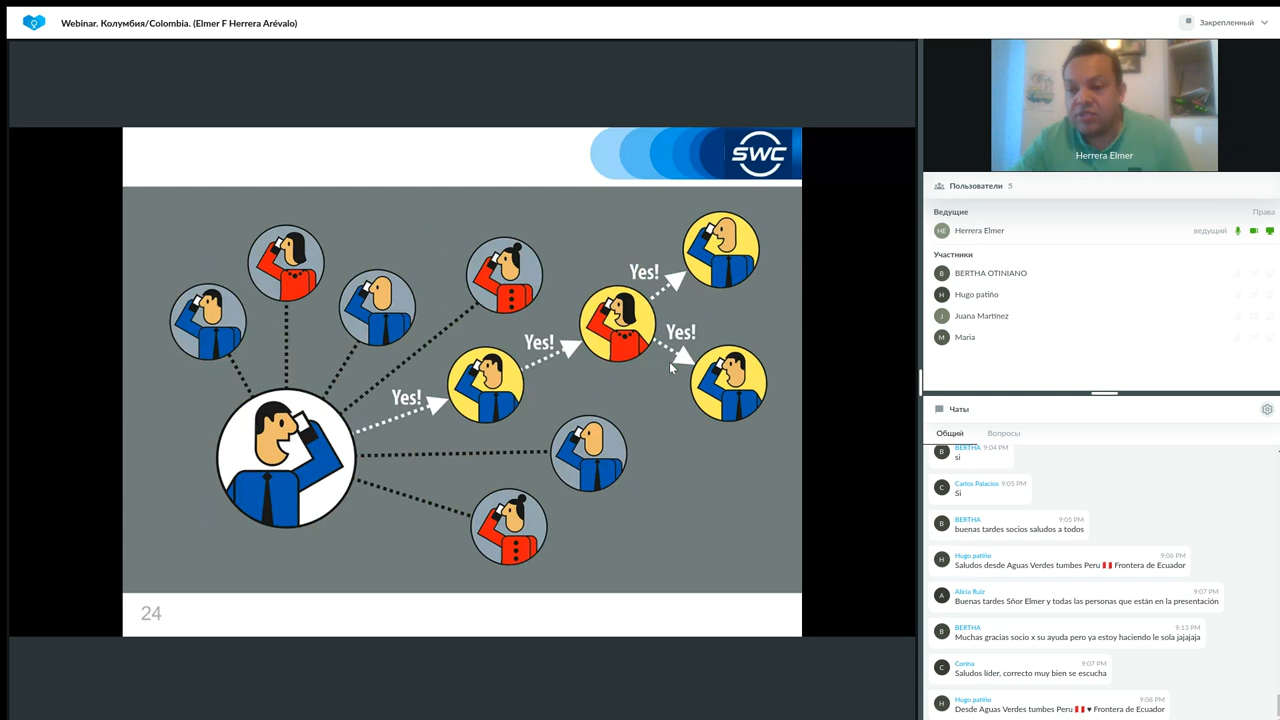 Webinar. Колумбия/Colombia. (Elmer F Herrera Arévalo)
Закрепленный
SWC
Yes!
Yes!
Yes!
Yes!
24
Herrera Elmer
Пользователи 5
Ведущие Права
HE Herrera Elmer ведущий
Участники
B BERTHA OTINIANO
H Hugo patiño
J Juana Martínez
M Maria
Чаты
Общий Вопросы
B BERTHA 9:04 PM
si
C Carlos Palacios 9:05 PM
Si
B BERTHA 9:05 PM
buenas tardes socios saludos a todos
H Hugo patiño 9:06 PM
Saludos desde Aguas Verdes tumbes Peru 🇵🇪 Frontera de Ecuador
A Alicia Ruiz 9:07 PM
Buenas tardes Sñor Elmer y todas las personas que están en la presentación
B BERTHA 9:13 PM
Muchas gracias socio x su ayuda pero ya estoy haciendo le sola jajajaja
C Corina 9:07 PM
Saludos líder, correcto muy bien se escucha
H Hugo patiño 9:08 PM
Desde Aguas Verdes tumbes Peru 🇵🇪 ♥ Frontera de Ecuador